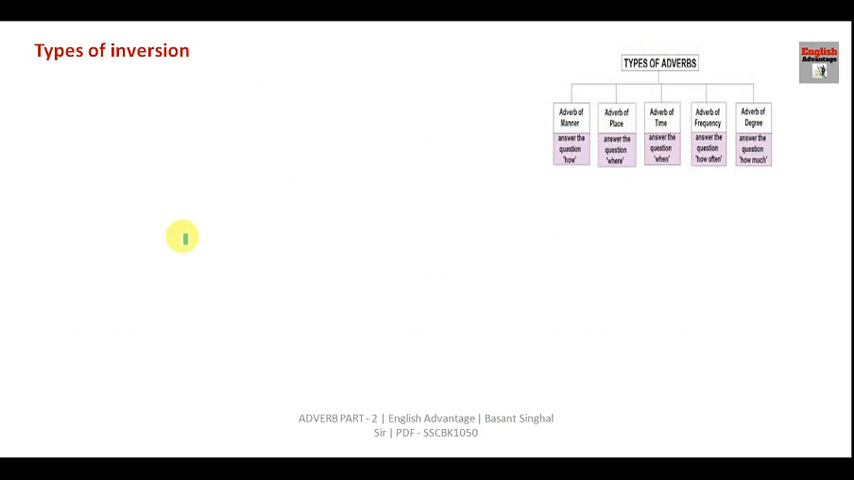 Types of inversion
TYPES OF ADVERBS
English
Advantage
Adverb of
Manner
answer the
question
'how'
Adverb of
Place
answer the
question
'where'
Adverb of
Time
answer the
question
'when'
Adverb of
Frequency
answer the
question
'how often'
Adverb of
Degree
answer the
question
'how much'
ADVERB PART - 2 | English Advantage | Basant Singhal
Sir | PDF - SSCBK1050